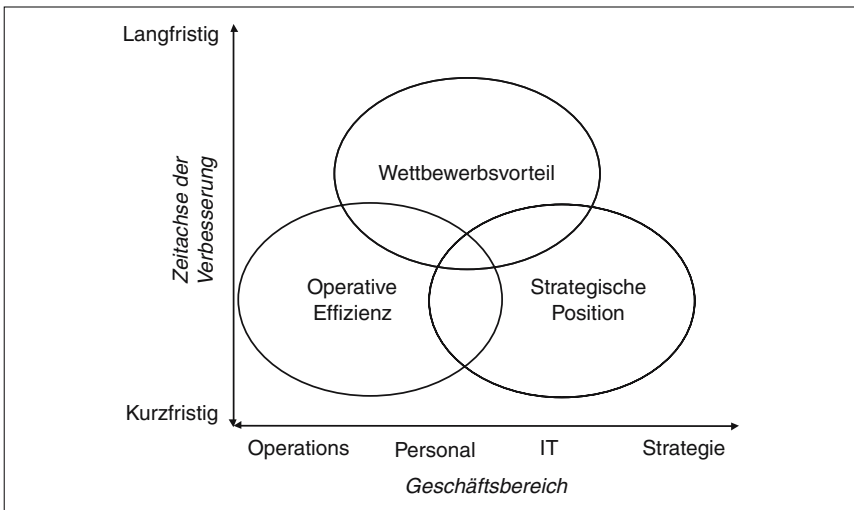 Langfristig
Zeitachse der
Verbesserung
Wettbewerbsvorteil
Operative
Effizienz
Strategische
Position
Kurzfristig
Operations Personal IT Strategie
Geschäftsbereich